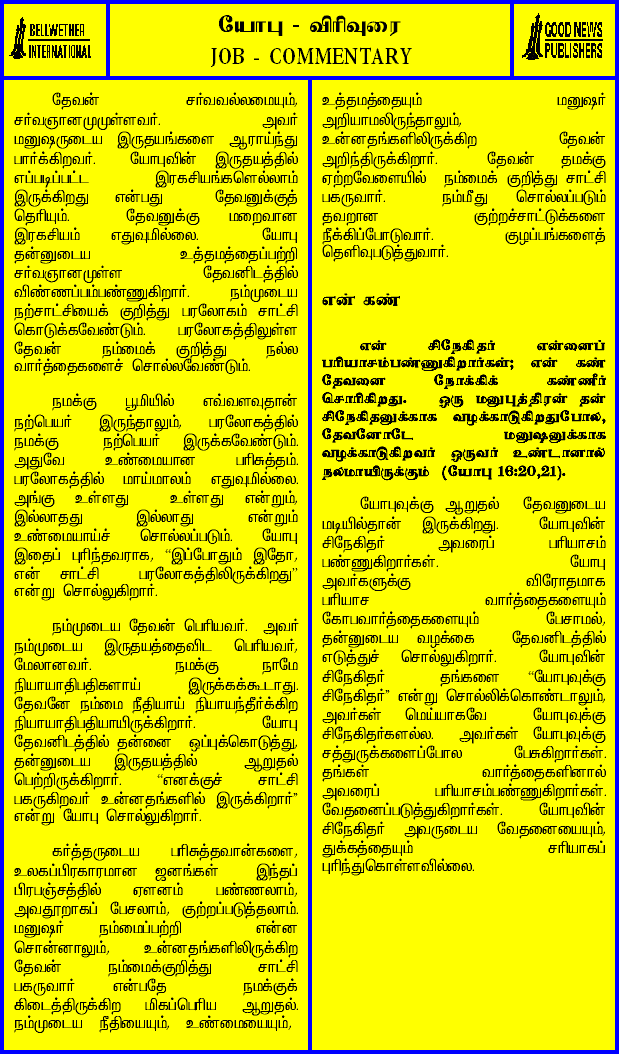 BELLWETHER
INTERNATIONAL
யோபு - விரிவுரை
JOB - COMMENTARY
GOOD NEWS
PUBLISHERS
தேவன் சர்வவல்லமையும்,
சர்வஞானமுமுள்ளவர். அவர்
மனுஷருடைய இருதயங்களை ஆராய்ந்து
பார்க்கிறவர். யோபுவின் இருதயத்தில்
எப்படிப்பட்ட இரகசியங்களெல்லாம்
இருக்கிறது என்பது தேவனுக்குத்
தெரியும். தேவனுக்கு மறைவான
இரகசியம் எதுவுமில்லை. யோபு
தன்னுடைய உத்தமத்தைப்பற்றி
சர்வஞானமுள்ள தேவனிடத்தில்
விண்ணப்பம்பண்ணுகிறார். நம்முடைய
நற்சாட்சியைக் குறித்து பரலோகம் சாட்சி
கொடுக்கவேண்டும். பரலோகத்திலுள்ள
தேவன் நம்மைக் குறித்து நல்ல
வார்த்தைகளைச் சொல்லவேண்டும்.
நமக்கு பூமியில் எவ்வளவுதான்
நற்பெயர் இருந்தாலும், பரலோகத்தில்
நமக்கு நற்பெயர் இருக்கவேண்டும்.
அதுவே உண்மையான பரிசுத்தம்.
பரலோகத்தில் மாய்மாலம் எதுவுமில்லை.
அங்கு உள்ளது உள்ளது என்றும்,
இல்லாதது இல்லாது என்றும்
உண்மையாய்ச் சொல்லப்படும். யோபு
இதைப் புரிந்தவராக, “இப்போதும் இதோ,
என் சாட்சி பரலோகத்திலிருக்கிறது”
என்று சொல்லுகிறார்.
நம்முடைய தேவன் பெரியவர். அவர்
நம்முடைய இருதயத்தைவிட பெரியவர்,
மேலானவர். நமக்கு நாமே
நியாயாதிபதிகளாய் இருக்கக்கூடாது.
தேவனே நம்மை நீதியாய் நியாயந்தீர்க்கிற
நியாயாதிபதியாயிருக்கிறார். யோபு
தேவனிடத்தில் தன்னை ஒப்புக்கொடுத்து,
தன்னுடைய இருதயத்தில் ஆறுதல்
பெற்றிருக்கிறார். “எனக்குச் சாட்சி
பகருகிறவர் உன்னதங்களில் இருக்கிறார்”
என்று யோபு சொல்லுகிறார்.
கர்த்தருடைய பரிசுத்தவான்களை,
உலகப்பிரகாரமான ஜனங்கள் இந்தப்
பிரபஞ்சத்தில் ஏளனம் பண்ணலாம்,
அவதூறாகப் பேசலாம், குற்றப்படுத்தலாம்.
மனுஷர் நம்மைப்பற்றி என்ன
சொன்னாலும், உன்னதங்களிலிருக்கிற
தேவன் நம்மைக்குறித்து சாட்சி
பகருவார் என்பதே நமக்குக்
கிடைத்திருக்கிற மிகப்பெரிய ஆறுதல்.
நம்முடைய நீதியையும், உண்மையையும்,
உத்தமத்தையும் மனுஷர்
அறியாமலிருந்தாலும்,
உன்னதங்களிலிருக்கிற தேவன்
அறிந்திருக்கிறார். தேவன் தமக்கு
ஏற்றவேளையில் நம்மைக் குறித்து சாட்சி
பகருவார். நம்மீது சொல்லப்படும்
தவறான குற்றச்சாட்டுக்களை
நீக்கிப்போடுவார். குழப்பங்களைத்
தெளிவுபடுத்துவார்.
என் கண்
என் சிநேகிதர் என்னைப்
பரியாசம்பண்ணுகிறார்கள்; என் கண்
தேவனை நோக்கிக் கண்ணீர்
சொரிகிறது. ஒரு மனுபுத்திரன் தன்
சிநேகிதனுக்காக வழக்காடுகிறதுபோல,
தேவனோடே மனுஷனுக்காக
வழக்காடுகிறவர் ஒருவர் உண்டானால்
நலமாயிருக்கும் (யோபு 16:20,21).
யோபுவுக்கு ஆறுதல் தேவனுடைய
மடியில்தான் இருக்கிறது. யோபுவின்
சிநேகிதர் அவரைப் பரியாசம்
பண்ணுகிறார்கள். யோபு
அவர்களுக்கு விரோதமாக
பரியாச வார்த்தைகளையும்
கோபவார்த்தைகளையும் பேசாமல்,
தன்னுடைய வழக்கை தேவனிடத்தில்
எடுத்துச் சொல்லுகிறார். யோபுவின்
சிநேகிதர் தங்களை “யோபுவுக்கு
சிநேகிதர்” என்று சொல்லிக்கொண்டாலும்,
அவர்கள் மெய்யாகவே யோபுவுக்கு
சிநேகிதர்களல்ல. அவர்கள் யோபுவுக்கு
சத்துருக்களைப்போல பேசுகிறார்கள்.
தங்கள் வார்த்தைகளினால்
அவரைப் பரியாசம்பண்ணுகிறார்கள்.
வேதனைப்படுத்துகிறார்கள். யோபுவின்
சிநேகிதர் அவருடைய வேதனையையும்,
துக்கத்தையும் சரியாகப்
புரிந்துகொள்ளவில்லை.